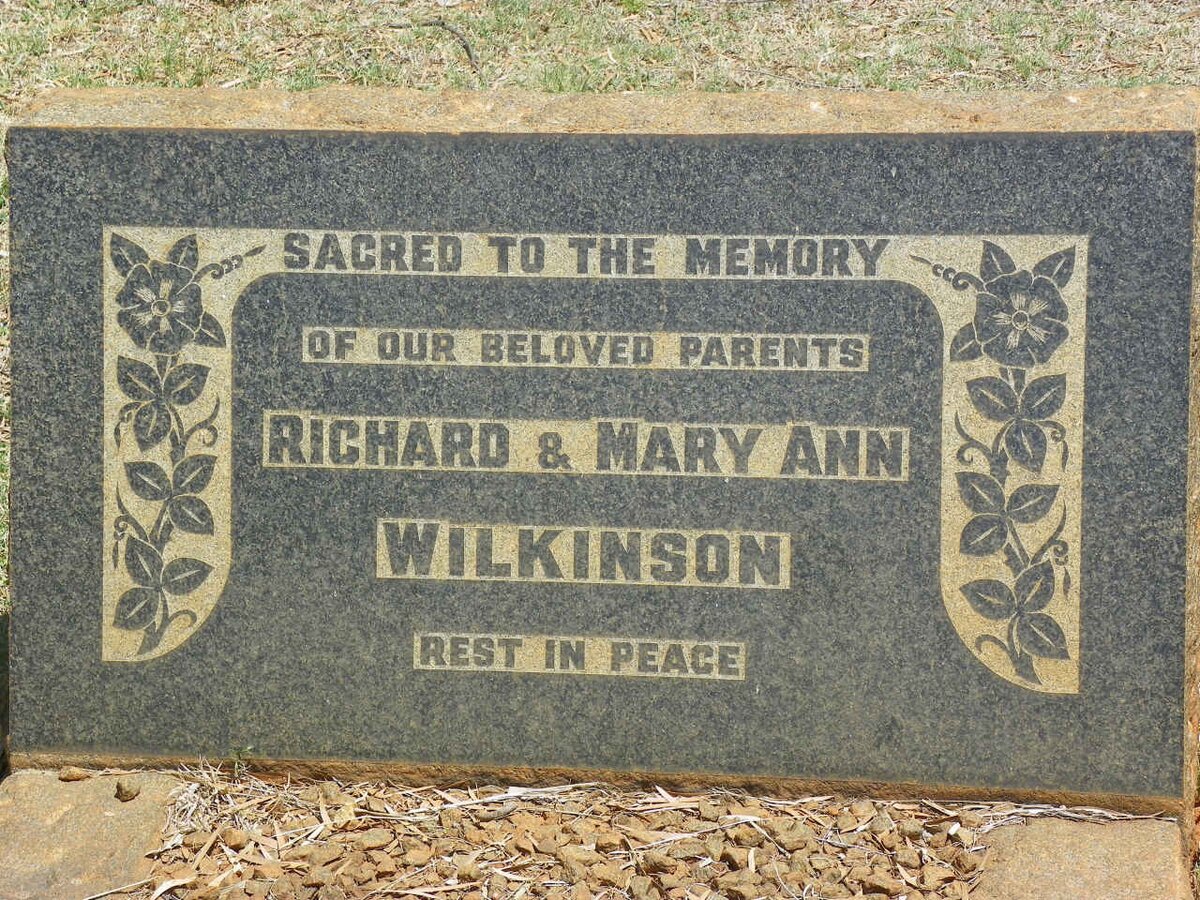 SACRED TO THE MEMORY
OF OUR BELOVED PARENTS
RICHARD & MARY ANN
WILKINSON
REST IN PEACE